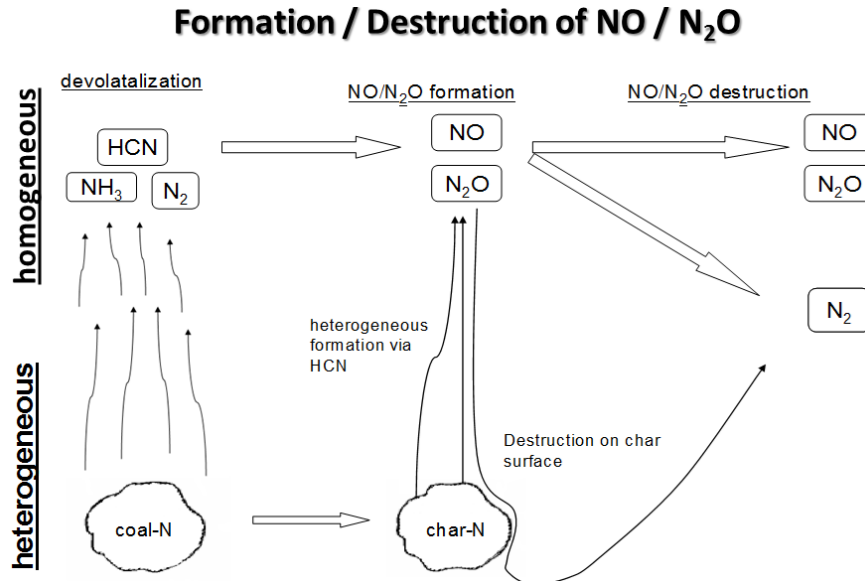 Formation / Destruction of NO / N₂O
devolatalization
NO/N₂O formation
NO/N₂O destruction
homogeneous
HCN
NH₃
N₂
NO
N₂O
NO
N₂O
N₂
heterogeneous
formation via
HCN
Destruction on char
surface
heterogeneous
coal-N
char-N